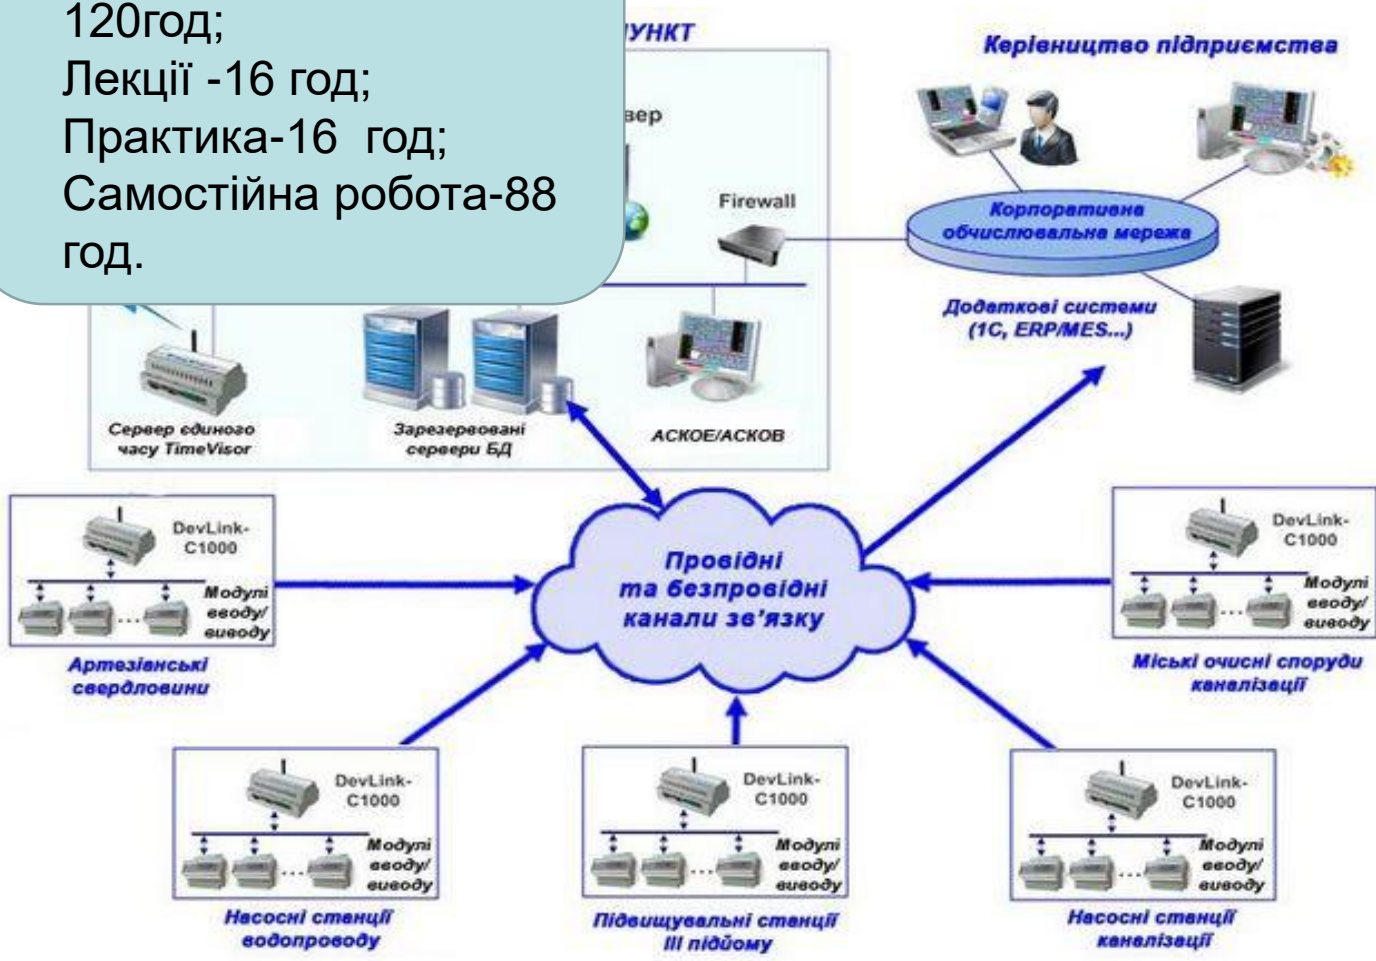 120год;
Лекції -16 год;
Практика-16 год;
Самостійна робота-88
год.
Керівництво підприємства
Firewall
Корпоративна
обчислювальна мережа
Додаткові системи
(1С, ERP/MES...)
Сервер єдиного
часу TimeVisor
Зарезервовані
сервери БД
АСКОЕ/АСКОВ
Провідні
та безпровідні
канали зв'язку
DevLink-
C1000
Модулі
вводу/
виводу
Артезіанські
свердловини
DevLink-
C1000
Модулі
вводу/
виводу
Міські очисні споруди
каналізації
DevLink-
C1000
Модулі
вводу/
виводу
Насосні станції
водопроводу
DevLink-
C1000
Модулі
вводу/
виводу
Підвищувальні станції
III підйому
DevLink-
C1000
Модулі
вводу/
виводу
Насосні станції
каналізації